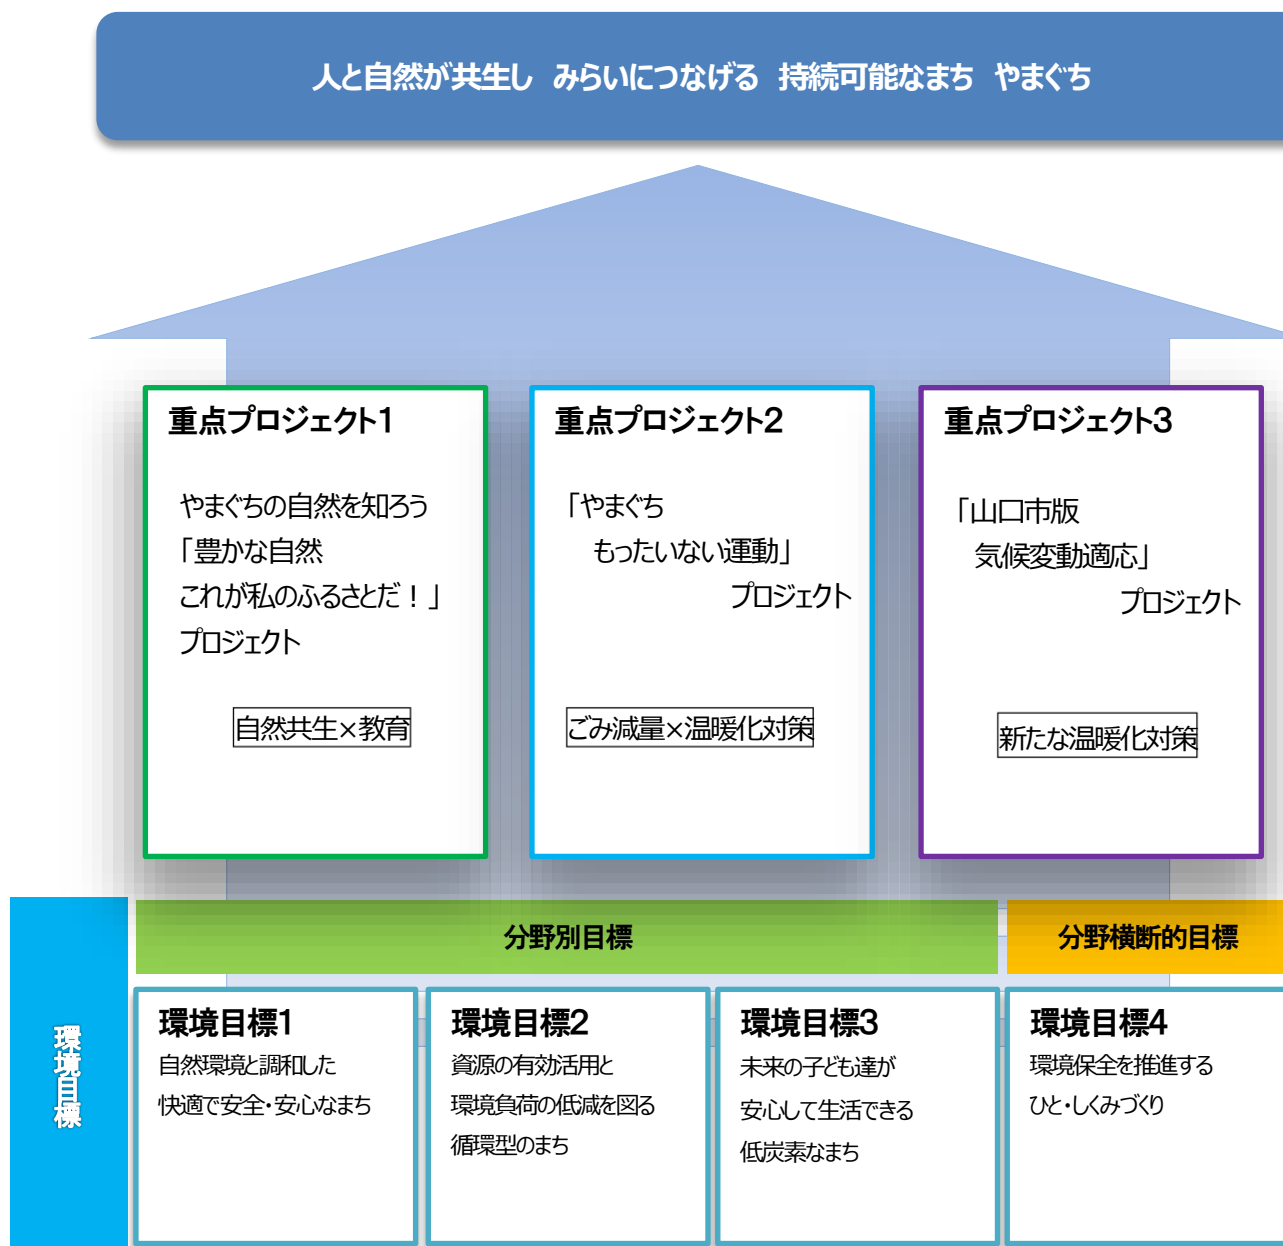 人と自然が共生し　みらいにつなげる　持続可能なまち　やまぐち
重点プロジェクト1
やまぐちの自然を知ろう
「豊かな自然
これが私のふるさとだ！」
プロジェクト
自然共生×教育
重点プロジェクト2
「やまぐち
もったいない運動」
プロジェクト
ごみ減量×温暖化対策
重点プロジェクト3
「山口市版
気候変動適応」
プロジェクト
新たな温暖化対策
環境目標
分野別目標
分野横断的目標
環境目標1
自然環境と調和した
快適で安全・安心なまち
環境目標2
資源の有効活用と
環境負荷の低減を図る
循環型のまち
環境目標3
未来の子ども達が
安心して生活できる
低炭素なまち
環境目標4
環境保全を推進する
ひと・しくみづくり